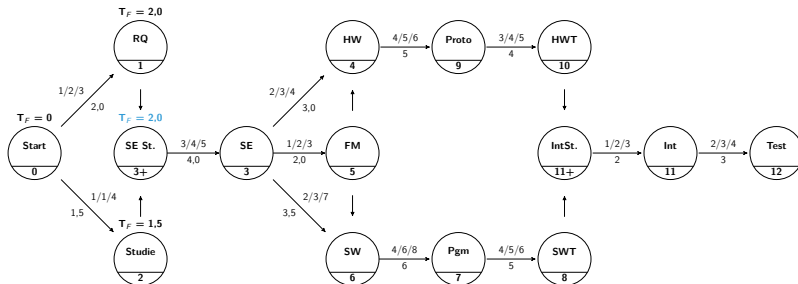 T_F = 2,0
RQ
1
HW
4
4/5/6
5
Proto
9
3/4/5
4
HWT
10
1/2/3
2,0
2/3/4
3,0
T_F = 0
Start
0
T_F = 2,0
SE St.
3+
3/4/5
4,0
SE
3
1/2/3
2,0
FM
5
IntSt.
11+
1/2/3
2
Int
11
2/3/4
3
Test
12
1/1/4
1,5
2/3/7
3,5
T_F = 1,5
Studie
2
SW
6
4/6/8
6
Pgm
7
4/5/6
5
SWT
8